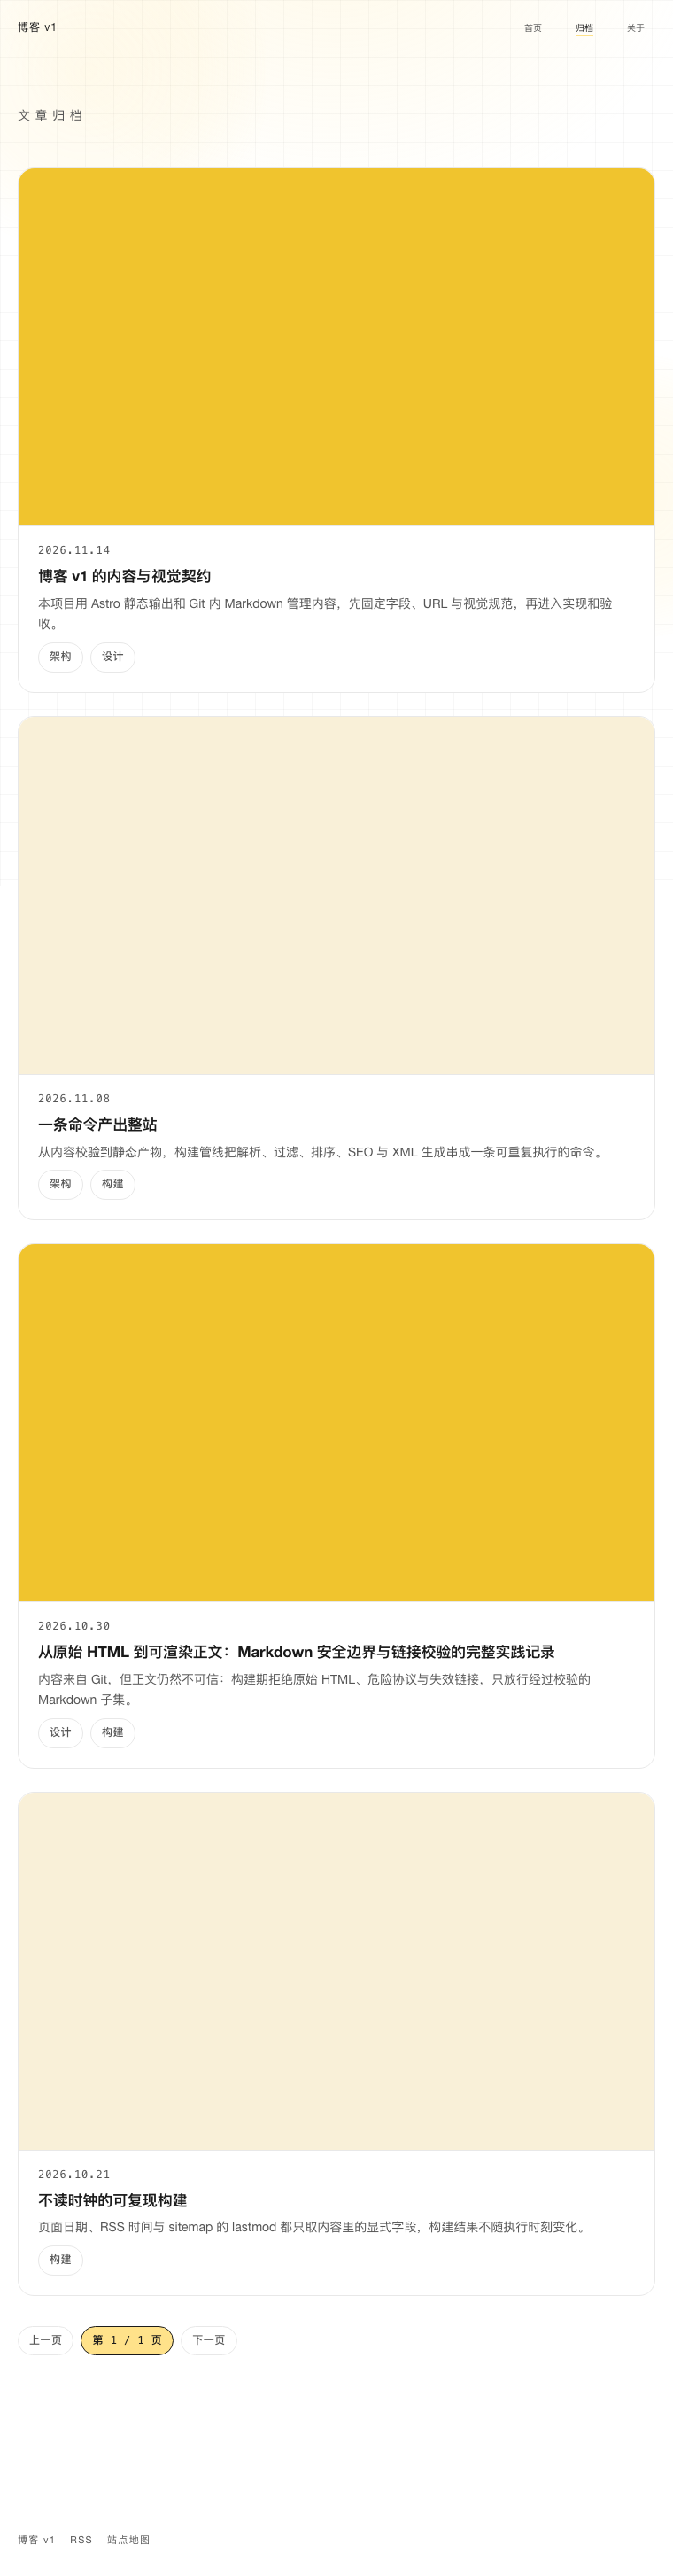 博客 v1
首页
归档
关于
文章归档
2026.11.14
博客 v1 的内容与视觉契约
本项目用 Astro 静态输出和 Git 内 Markdown 管理内容，先固定字段、URL 与视觉规范，再进入实现和验
收。
架构
设计
2026.11.08
一条命令产出整站
从内容校验到静态产物，构建管线把解析、过滤、排序、SEO 与 XML 生成串成一条可重复执行的命令。
架构
构建
2026.10.30
从原始 HTML 到可渲染正文：Markdown 安全边界与链接校验的完整实践记录
内容来自 Git，但正文仍然不可信：构建期拒绝原始 HTML、危险协议与失效链接，只放行经过校验的
Markdown 子集。
设计
构建
2026.10.21
不读时钟的可复现构建
页面日期、RSS 时间与 sitemap 的 lastmod 都只取内容里的显式字段，构建结果不随执行时刻变化。
构建
上一页
第 1 / 1 页
下一页
博客 v1
RSS
站点地图